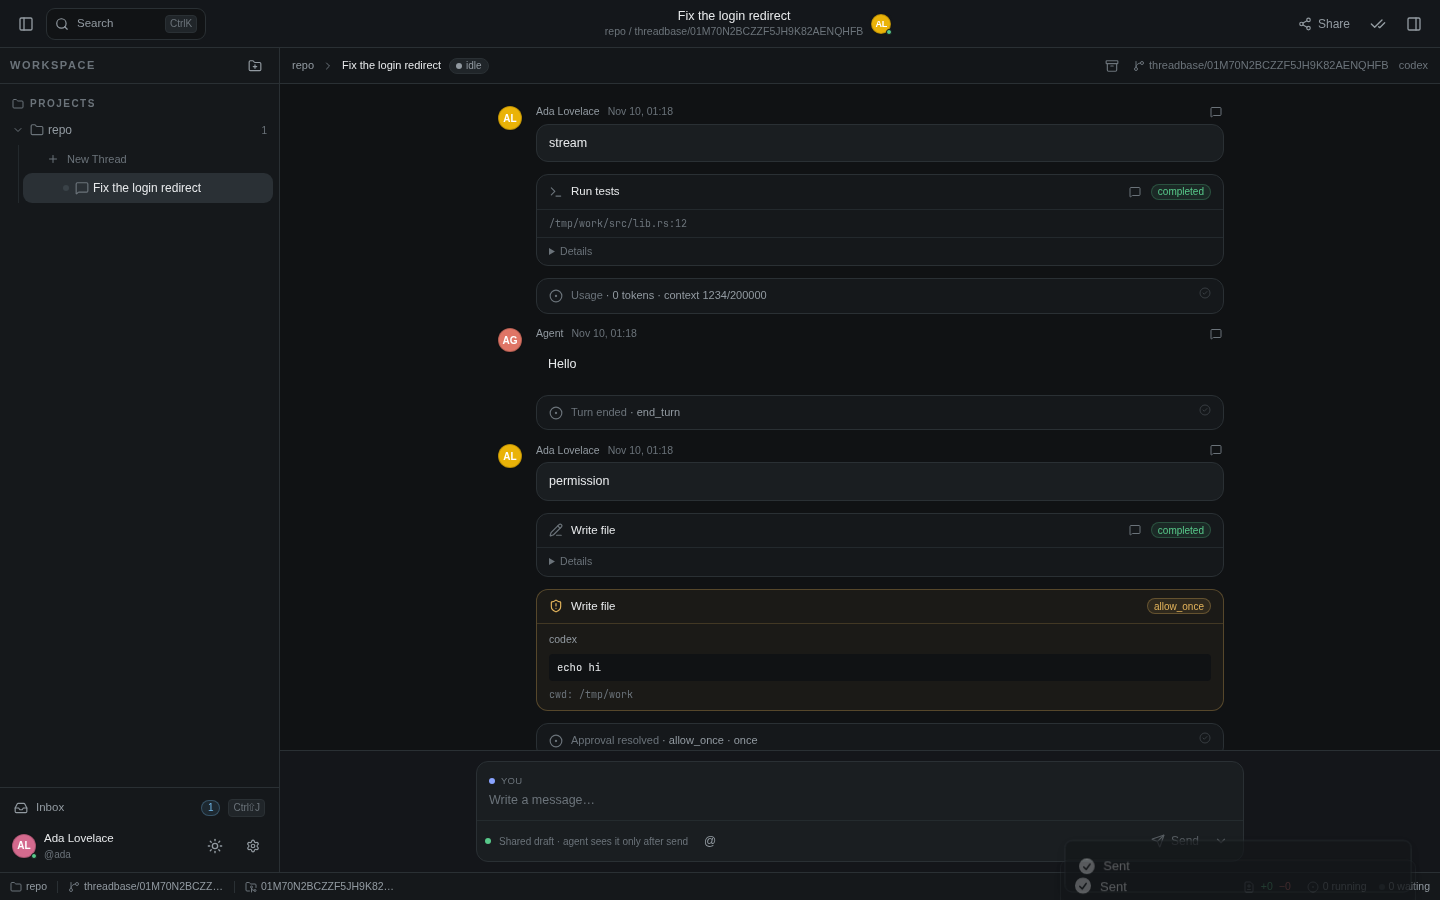 Search CtrlK
Fix the login redirect
repo / threadbase/01M70N2BCZZF5JH9K82AENQHFB
AL
Share
WORKSPACE
repo
Fix the login redirect
idle
threadbase/01M70N2BCZZF5JH9K82AENQHFB codex
PROJECTS
repo 1
New Thread
Fix the login redirect
AL
Ada Lovelace Nov 10, 01:18
stream
Run tests completed
/tmp/work/src/lib.rs:12
Details
Usage · 0 tokens · context 1234/200000
AG
Agent Nov 10, 01:18
Hello
Turn ended · end_turn
AL
Ada Lovelace Nov 10, 01:18
permission
Write file completed
Details
Write file allow_once
codex
echo hi
cwd: /tmp/work
Approval resolved · allow_once · once
YOU
Write a message…
Shared draft · agent sees it only after send @ Send
Inbox 1 Ctrl⇧J
AL
Ada Lovelace
@ada
Sent
Sent
repo threadbase/01M70N2BCZZ… 01M70N2BCZZF5JH9K82…
+0 −0 0 running 0 waiting